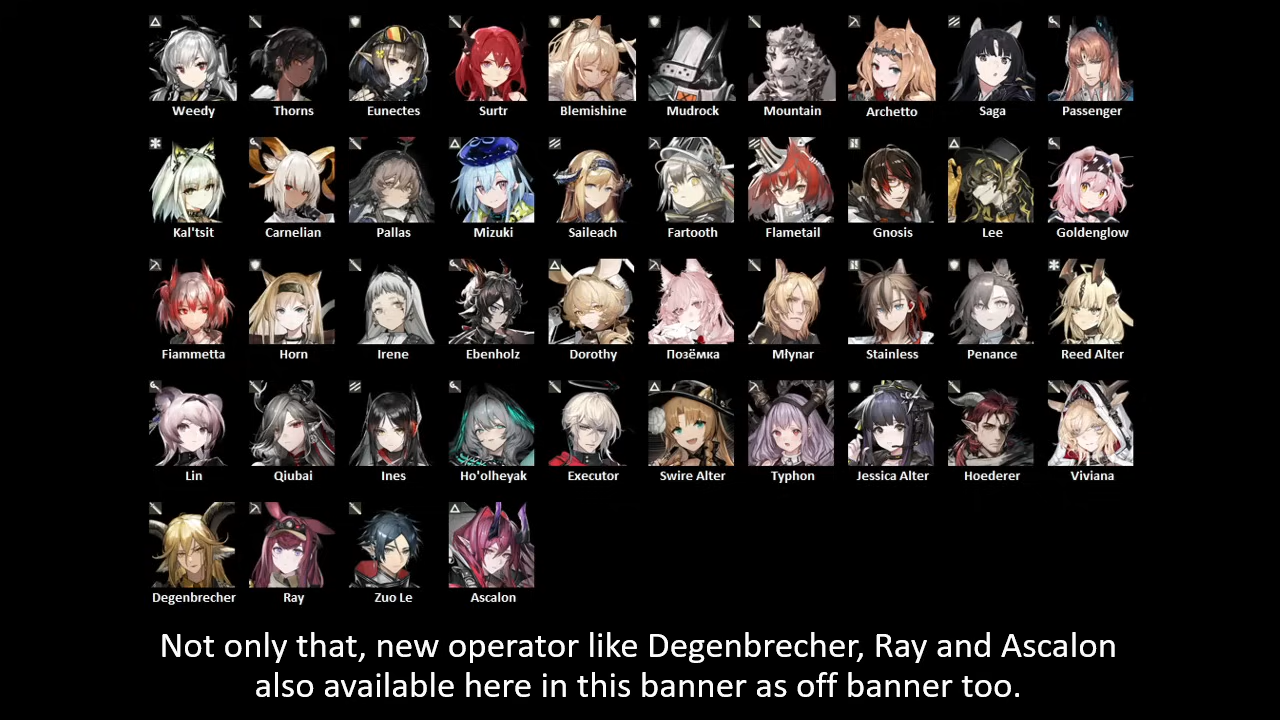 Weedy Thorns Eunectes Surtr Blemishine Mudrock Mountain Archetto Saga Passenger
Kal'tsit Carnelian Pallas Mizuki Saileach Fartooth Flametail Gnosis Lee Goldenglow
Fiammetta Horn Irene Ebenholz Dorothy Позёмка Młynar Stainless Penance Reed Alter
Lin Qiubai Ines Ho'olheyak Executor Swire Alter Typhon Jessica Alter Hoederer Viviana
Degenbrecher Ray Zuo Le Ascalon
Not only that, new operator like Degenbrecher, Ray and Ascalon
also available here in this banner as off banner too.